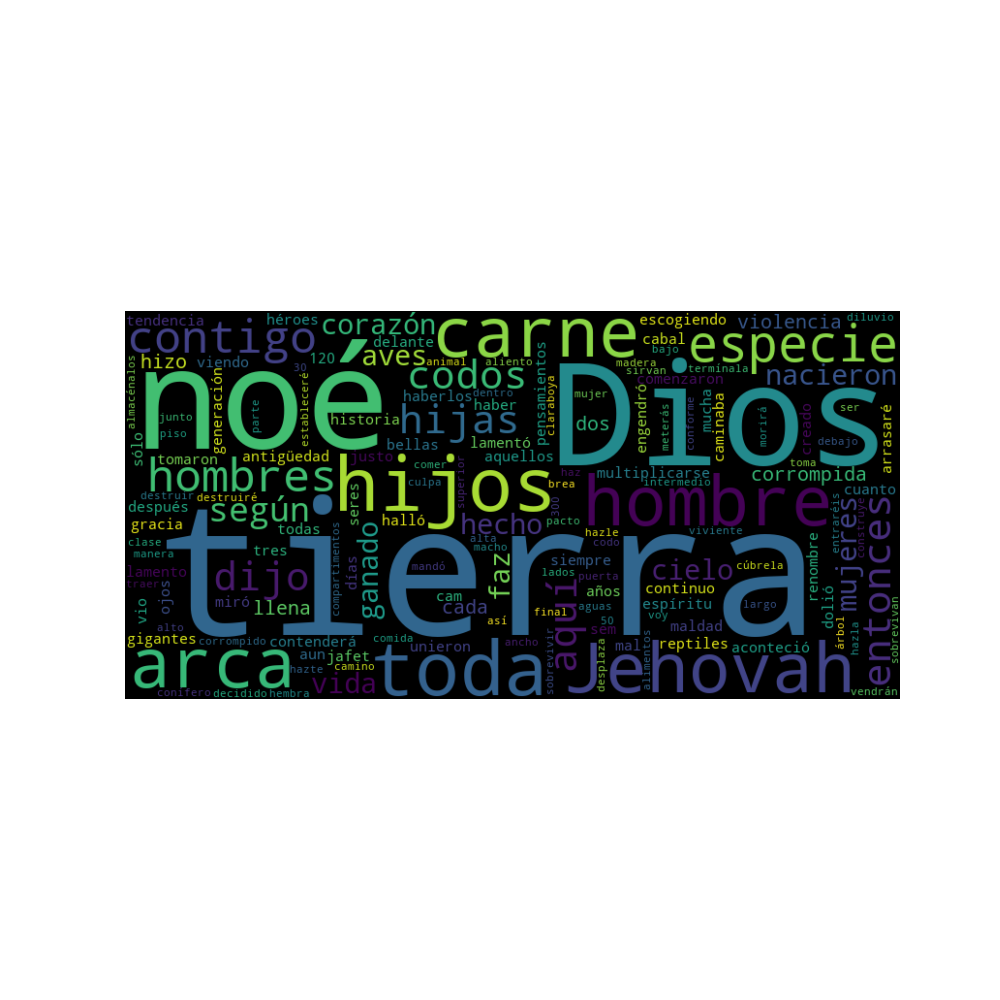 tendencia
héroes
corazón
carne
escogiendo
violencia
diluvio
contigo
delante
cabal
bajo
especie
hizo
viendo
120
aves
animal
aliento
madera
termínala
nacieron
almacénalos
noé
30
codos
dentro
sirvan
comenzaron
Dios
generación
estableceré
haberlos
claraboya
pensamientos
mujer
meterás
conforme
mucha
caminaba
morirá
creado
ser
arrasaré
junto
parte
historia
hijas
haber
engendró
dos
piso
sólo
bellas
lamentó
aquellos
debajo
tomaron
antigüedad
justo
comer
multiplicarse
toma
corrompida
hombres
hijos
culpa
superior
brea
haz
intermedio
cuanto
destruir
destruiré
seres
hombre
después
según
300
mujeres
entonces
gracia
halló
hecho
pacto
hazle
codo
viviente
entraréis
construye
clase
todas
alta
manera
tres
compartimentos
días
ganado
macho
tierra
lamento
dijo
mandó
faz
lados
puerta
siempre
cielo
cúbrela
renombre
traer
ojos
miró
llena
cam
cada
aquí
años
continuo
vio
final
aguas
espíritu
largo
dolió
alto
gigantes
corrompido
contenderá
así
50
sem
voy
maldad
árbol
hazla
sobrevivan
arca
aun
jafet
unieron
comida
ancho
mal
reptiles
aconteció
hazte
camino
vida
toda
sobrevivir
desplaza
alimentos
Jehovah
conífero
decidido
hembra
vendrán